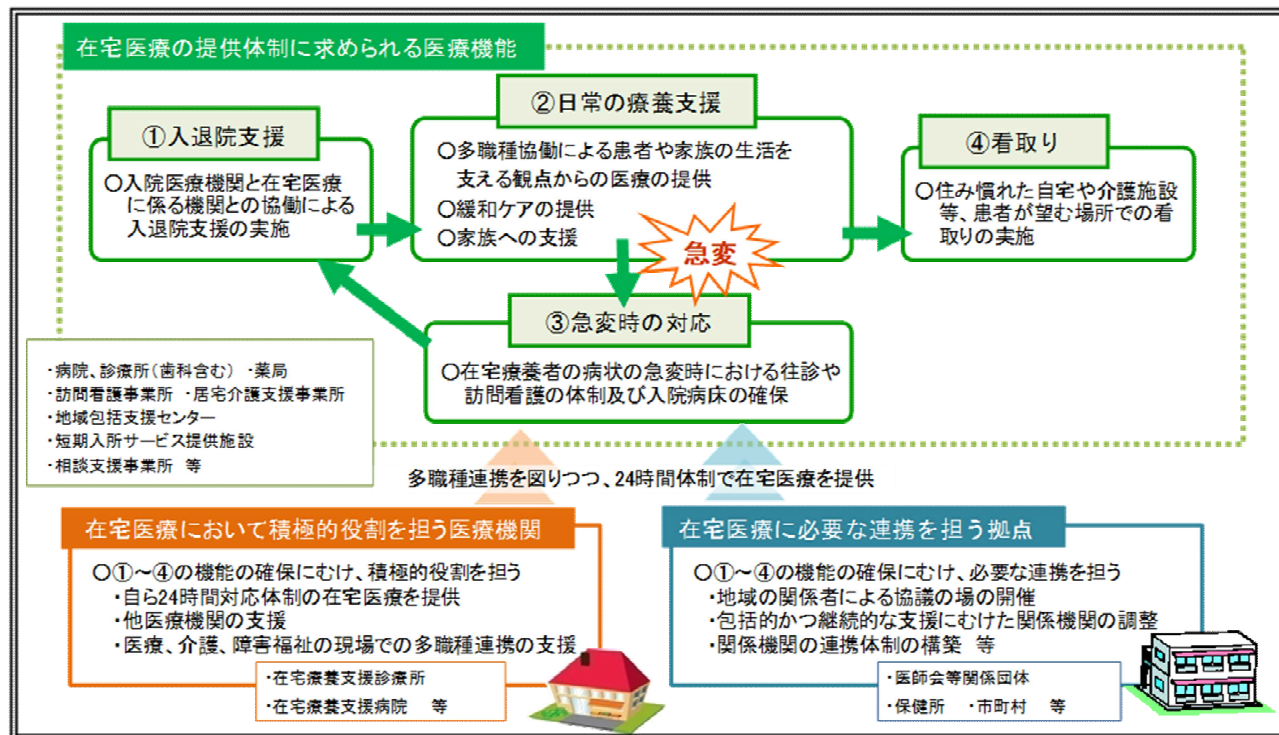 在宅医療の提供体制に求められる医療機能
①入退院支援
〇入院医療機関と在宅医療
に係る機関との協働による
入退院支援の実施
②日常の療養支援
〇多職種協働による患者や家族の生活を
支える観点からの医療の提供
〇緩和ケアの提供
〇家族への支援
急変
④看取り
〇住み慣れた自宅や介護施設
等、患者が望む場所での看
取りの実施
③急変時の対応
〇在宅療養者の病状の急変時における往診や
訪問看護の体制及び入院病床の確保
・病院、診療所(歯科含む) ・薬局
・訪問看護事業所 ・居宅介護支援事業所
・地域包括支援センター
・短期入所サービス提供施設
・相談支援事業所 等
多職種連携を図りつつ、24時間体制で在宅医療を提供
在宅医療において積極的役割を担う医療機関
〇①～④の機能の確保にむけ、積極的役割を担う
・自ら24時間対応体制の在宅医療を提供
・他医療機関の支援
・医療、介護、障害福祉の現場での多職種連携の支援
・在宅療養支援診療所
・在宅療養支援病院 等
在宅医療に必要な連携を担う拠点
〇①～④の機能の確保にむけ、必要な連携を担う
・地域の関係者による協議の場の開催
・包括的かつ継続的な支援にむけた関係機関の調整
・関係機関の連携体制の構築 等
・医師会等関係団体
・保健所 ・市町村 等